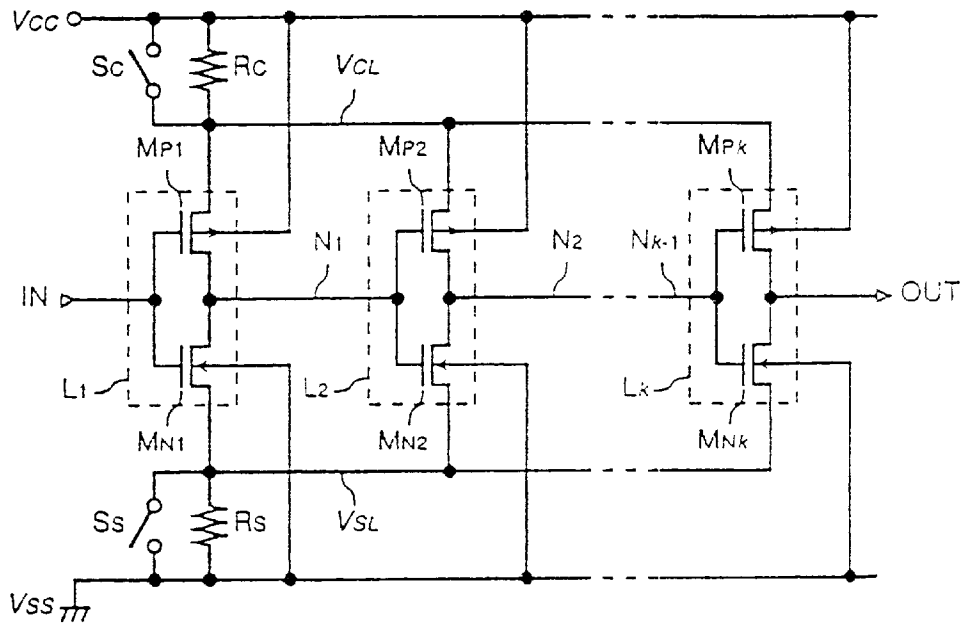 VCC
Sc
Rc
VCL
MP1
MP2
MPk
N1
N2
Nk-1
IN
OUT
L1
L2
Lk
MN1
MN2
MNk
Ss
Rs
VSL
VSS